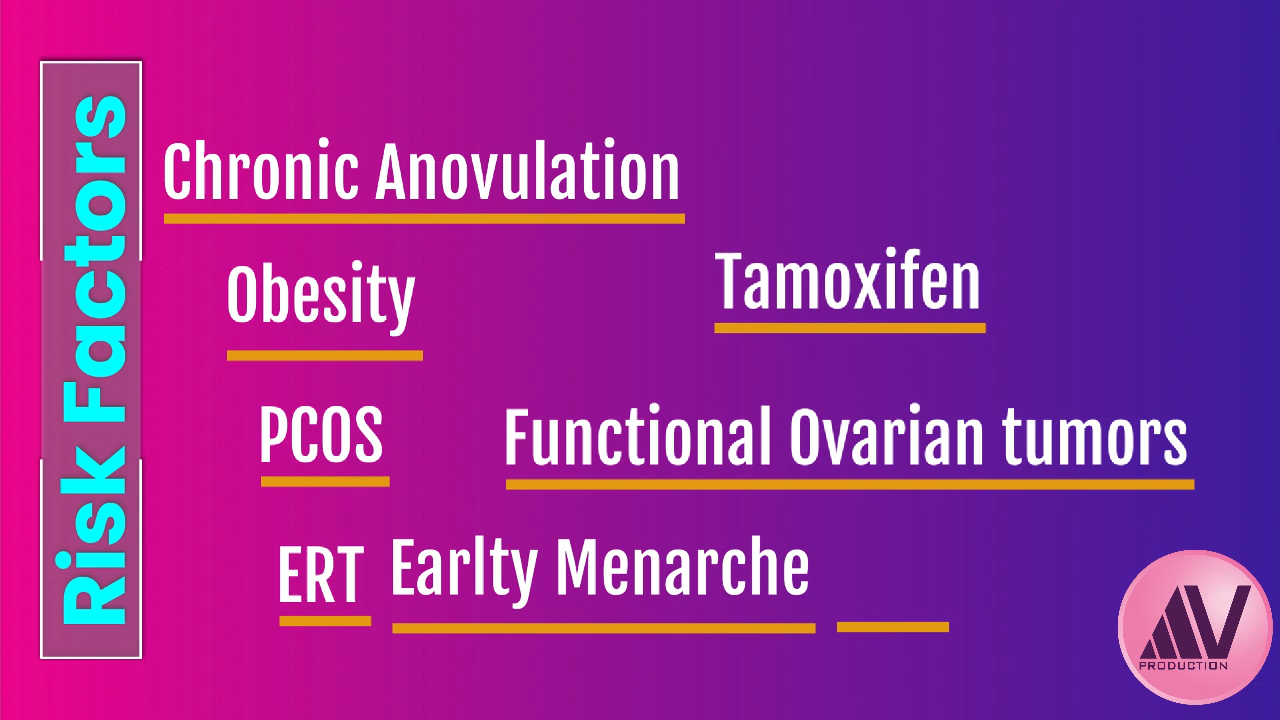 Risk Factors
Chronic Anovulation
Obesity
Tamoxifen
PCOS
Functional Ovarian tumors
ERT
Earlty Menarche
AV
PRODUCTION